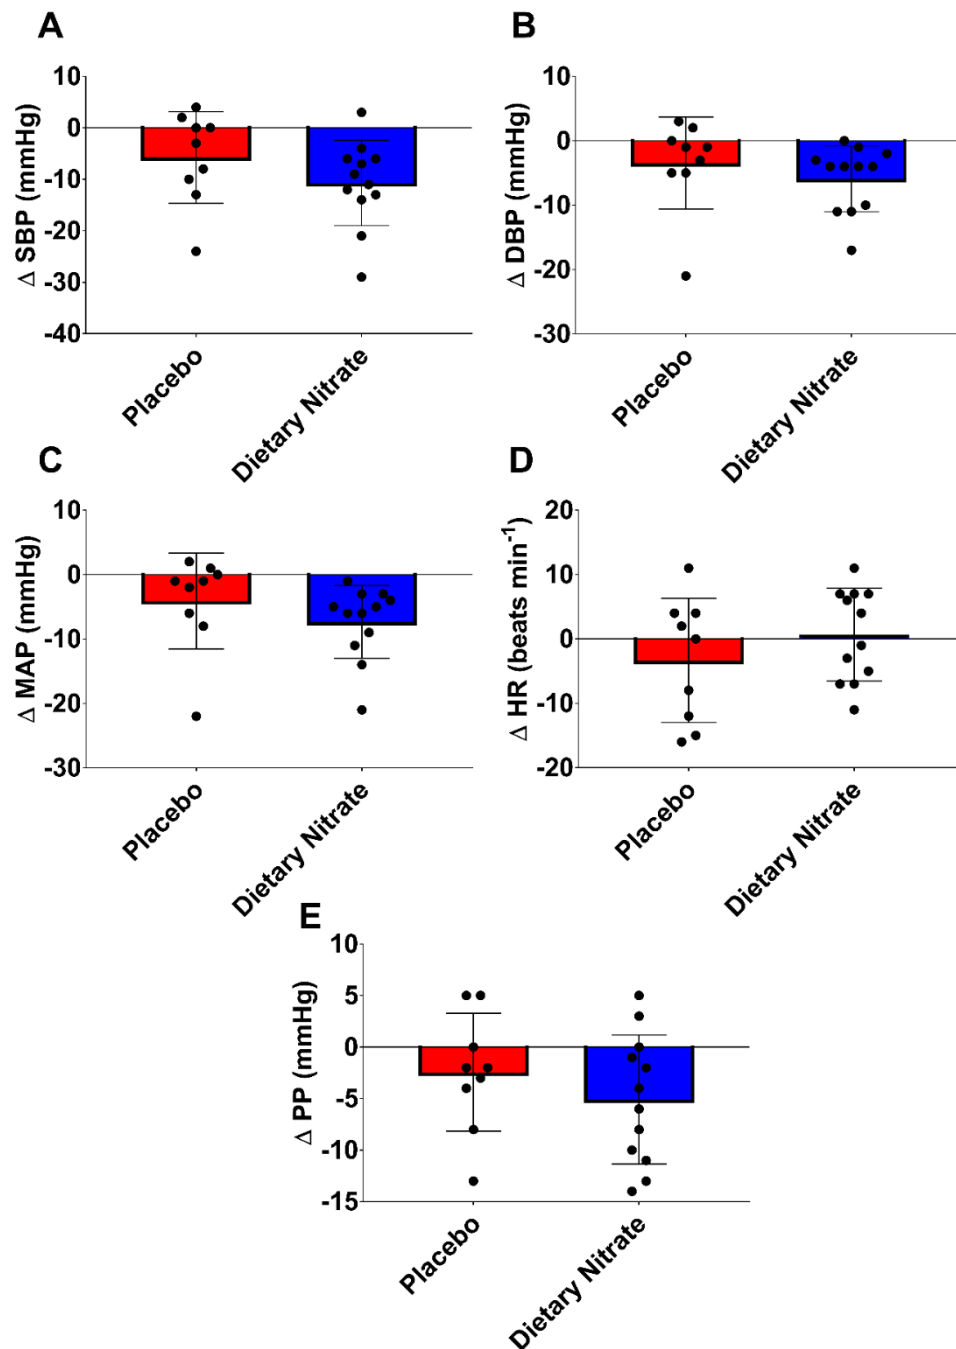 A
Δ SBP (mmHg)
10
0
-10
-20
-30
-40
Placebo
Dietary Nitrate
B
Δ DBP (mmHg)
10
0
-10
-20
-30
Placebo
Dietary Nitrate
C
Δ MAP (mmHg)
10
0
-10
-20
-30
Placebo
Dietary Nitrate
D
Δ HR (beats min⁻¹)
20
10
0
-10
-20
Placebo
Dietary Nitrate
E
Δ PP (mmHg)
10
5
0
-5
-10
-15
Placebo
Dietary Nitrate